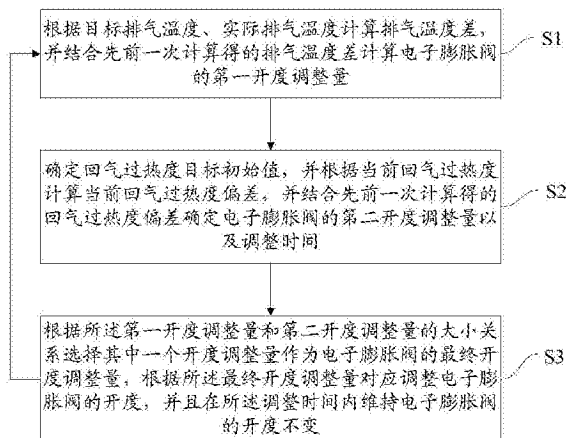 根据目标排气温度、实际排气温度计算排气温度差，
并结合先前一次计算得的排气温度差计算电子膨胀阀
的第一开度调整量
S1
确定回气过热度目标初始值，并根据当前回气过热度
计算当前回气过热度偏差，并结合先前一次计算得的
回气过热度偏差确定电子膨胀阀的第二开度调整量以
及调整时间
S2
根据所述第一开度调整量和第二开度调整量的大小关
系选择其中一个开度调整量作为电子膨胀阀的最终开
度调整量，根据所述最终开度调整量对应调整电子膨
胀阀的开度，并且在所述调整时间内维持电子膨胀阀
的开度不变
S3